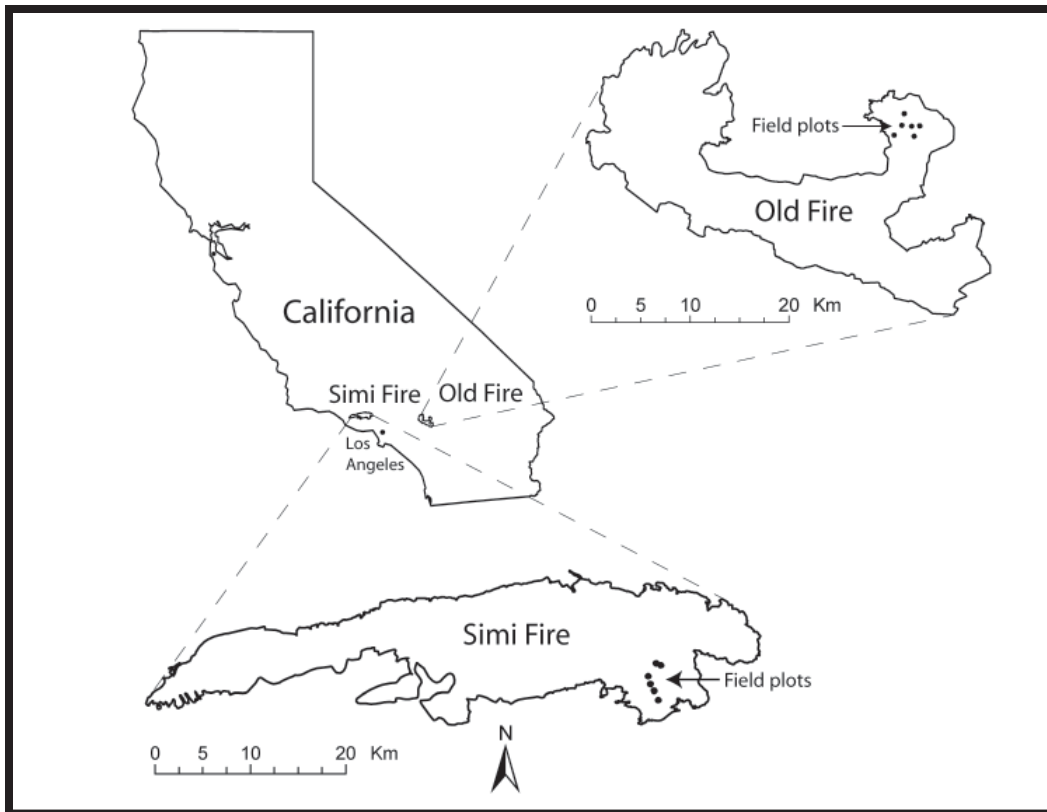 Field plots
Old Fire
0 5 10 20 Km
California
Simi Fire
Old Fire
Los
Angeles
Simi Fire
Field plots
N
0 5 10 20 Km